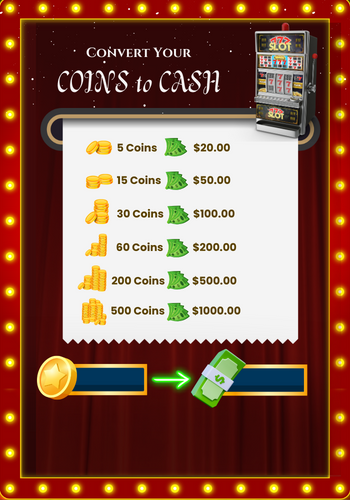 Convert Your
COINS to CASH
SLOT
SLOT
5 Coins $20.00
15 Coins $50.00
30 Coins $100.00
60 Coins $200.00
200 Coins $500.00
500 Coins $1000.00